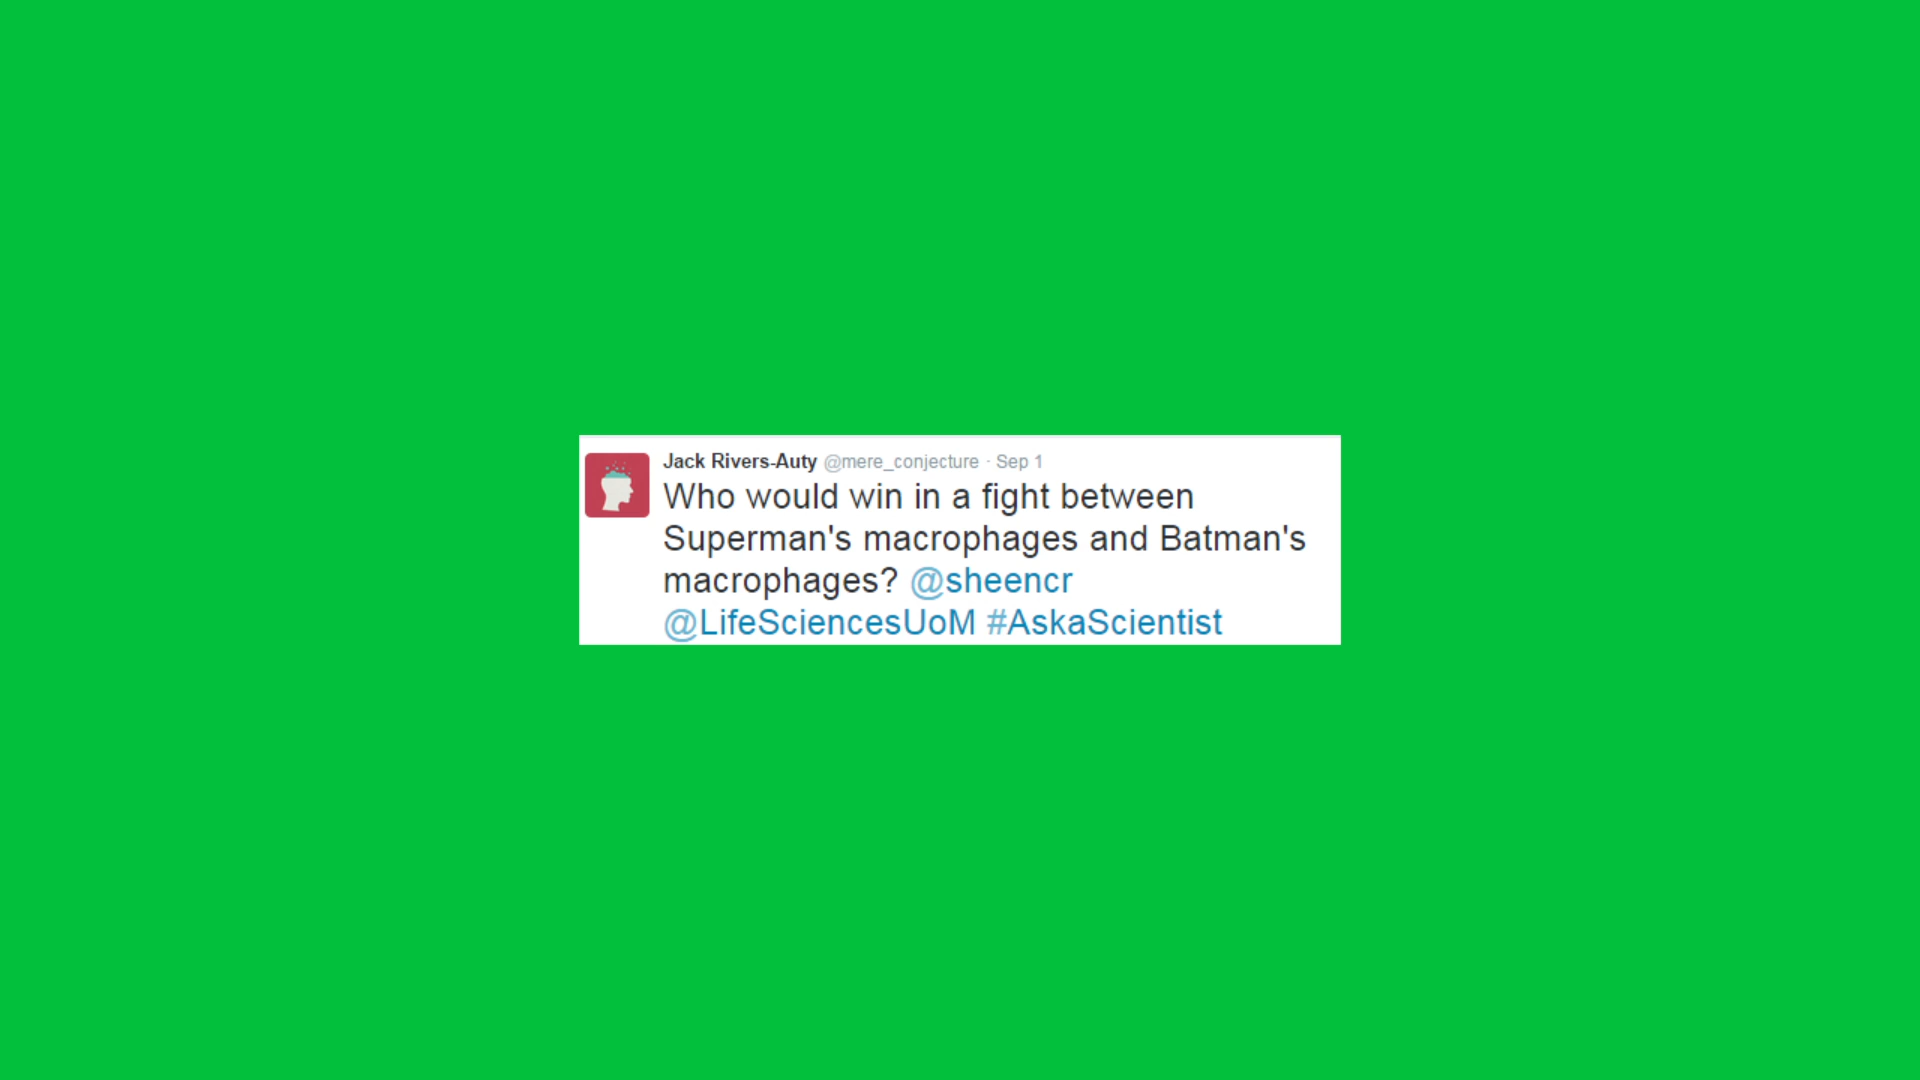 Jack Rivers-Auty @mere_conjecture · Sep 1
Who would win in a fight between
Superman's macrophages and Batman's
macrophages? @sheencr
@LifeSciencesUoM #AskaScientist